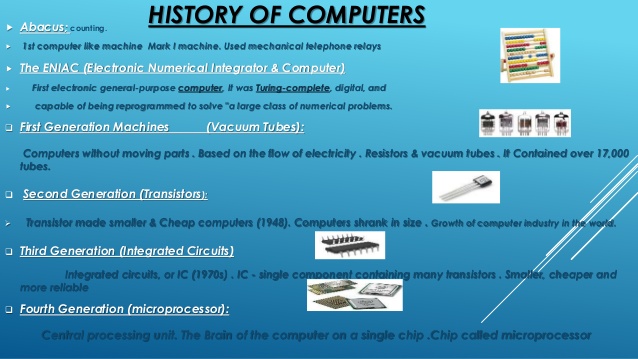 HISTORY OF COMPUTERS
Abacus: counting.
1st computer like machine Mark I machine. Used mechanical telephone relays
The ENIAC (Electronic Numerical Integrator & Computer)
First electronic general-purpose computer. It was Turing-complete, digital, and
capable of being reprogrammed to solve "a large class of numerical problems.
First Generation Machines (Vacuum Tubes):
Computers without moving parts . Based on the flow of electricity . Resistors & vacuum tubes . It Contained over 17,000
tubes.
Second Generation (Transistors):
Transistor made smaller & Cheap computers (1948). Computers shrank in size . Growth of computer industry in the world.
Third Generation (Integrated Circuits)
Integrated circuits, or IC (1970s) . IC - single component containing many transistors . Smaller, cheaper and
more reliable
Fourth Generation (microprocessor):
Central processing unit. The Brain of the computer on a single chip .Chip called microprocessor